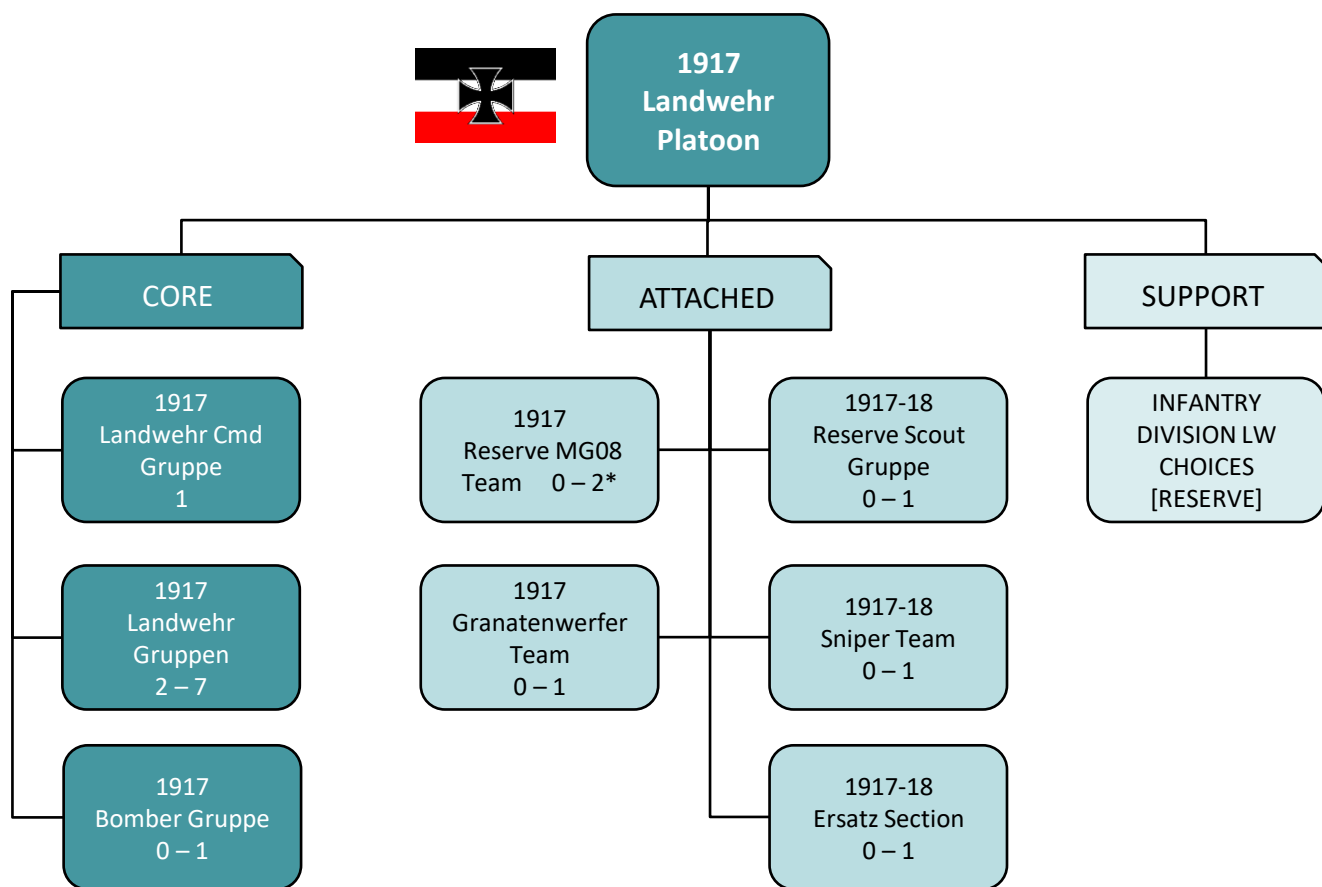 1917
Landwehr
Platoon
CORE
ATTACHED
SUPPORT
1917
Landwehr Cmd
Gruppe
1
1917
Landwehr
Gruppen
2 – 7
1917
Bomber Gruppe
0 – 1
1917
Reserve MG08
Team 0 – 2*
1917
Granatenwerfer
Team
0 – 1
1917-18
Reserve Scout
Gruppe
0 – 1
1917-18
Sniper Team
0 – 1
1917-18
Ersatz Section
0 – 1
INFANTRY
DIVISION LW
CHOICES
[RESERVE]